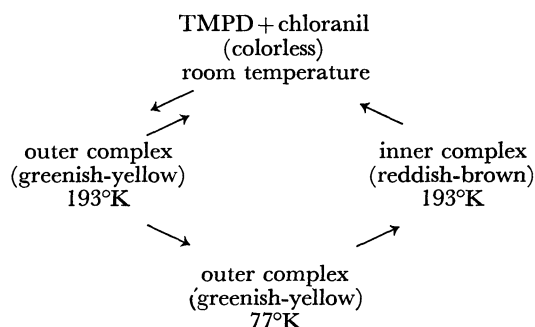 TMPD + chloranil
(colorless)
room temperature
outer complex
(greenish-yellow)
193°K
inner complex
(reddish-brown)
193°K
outer complex
(greenish-yellow)
77°K